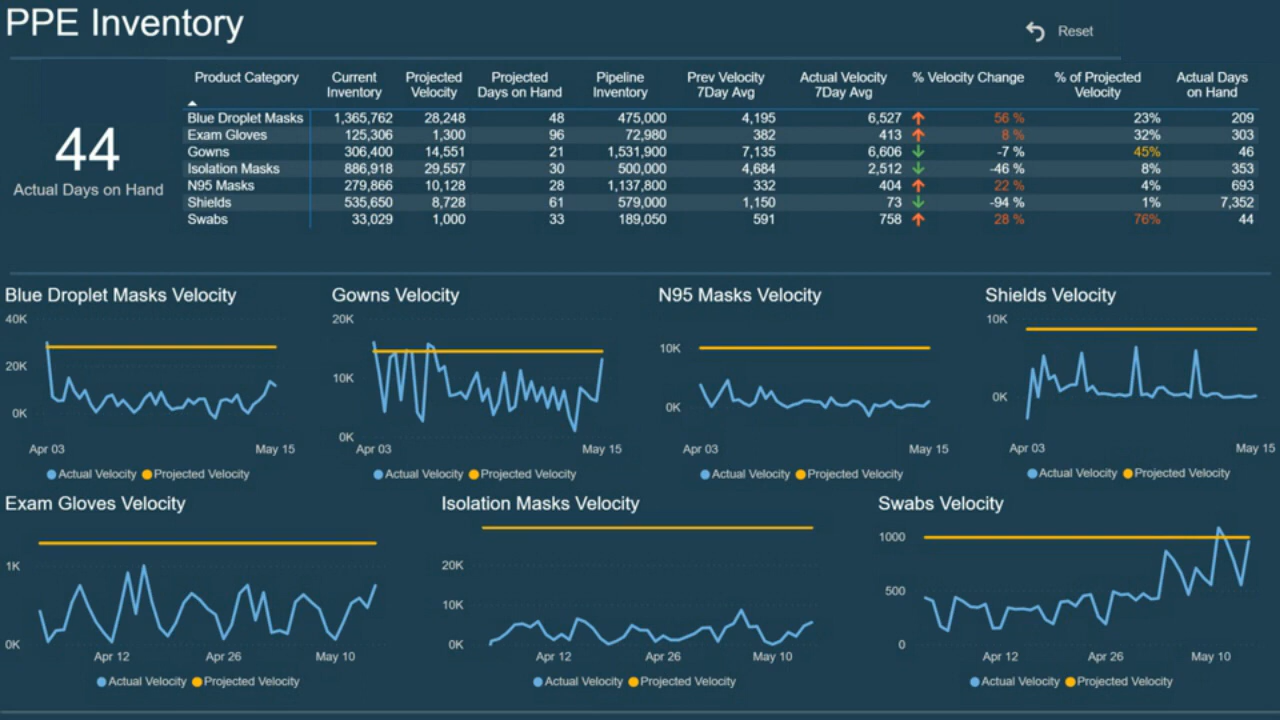 PPE Inventory
Reset
44
Actual Days on Hand
Product Category Current Inventory Projected Velocity Projected Days on Hand Pipeline Inventory Prev Velocity 7Day Avg Actual Velocity 7Day Avg % Velocity Change % of Projected Velocity Actual Days on Hand
Blue Droplet Masks 1,365,762 28,248 48 475,000 4,195 6,527 56 % 23% 209
Exam Gloves 125,306 1,300 96 72,980 382 413 8 % 32% 303
Gowns 306,400 14,551 21 1,531,900 7,135 6,606 -7 % 45% 46
Isolation Masks 886,918 29,557 30 500,000 4,684 2,512 -46 % 8% 353
N95 Masks 279,866 10,128 28 1,137,800 332 404 22 % 4% 693
Shields 535,650 8,728 61 579,000 1,150 73 -94 % 1% 7,352
Swabs 33,029 1,000 33 189,050 591 758 28 % 76% 44
Blue Droplet Masks Velocity
40K
20K
0K
Apr 03 May 15
Actual Velocity Projected Velocity
Gowns Velocity
20K
10K
0K
Apr 03 May 15
Actual Velocity Projected Velocity
N95 Masks Velocity
10K
0K
Apr 03 May 15
Actual Velocity Projected Velocity
Shields Velocity
10K
0K
Apr 03 May 15
Actual Velocity Projected Velocity
Exam Gloves Velocity
1K
0K
Apr 12 Apr 26 May 10
Actual Velocity Projected Velocity
Isolation Masks Velocity
20K
10K
0K
Apr 12 Apr 26 May 10
Actual Velocity Projected Velocity
Swabs Velocity
1000
500
0
Apr 12 Apr 26 May 10
Actual Velocity Projected Velocity